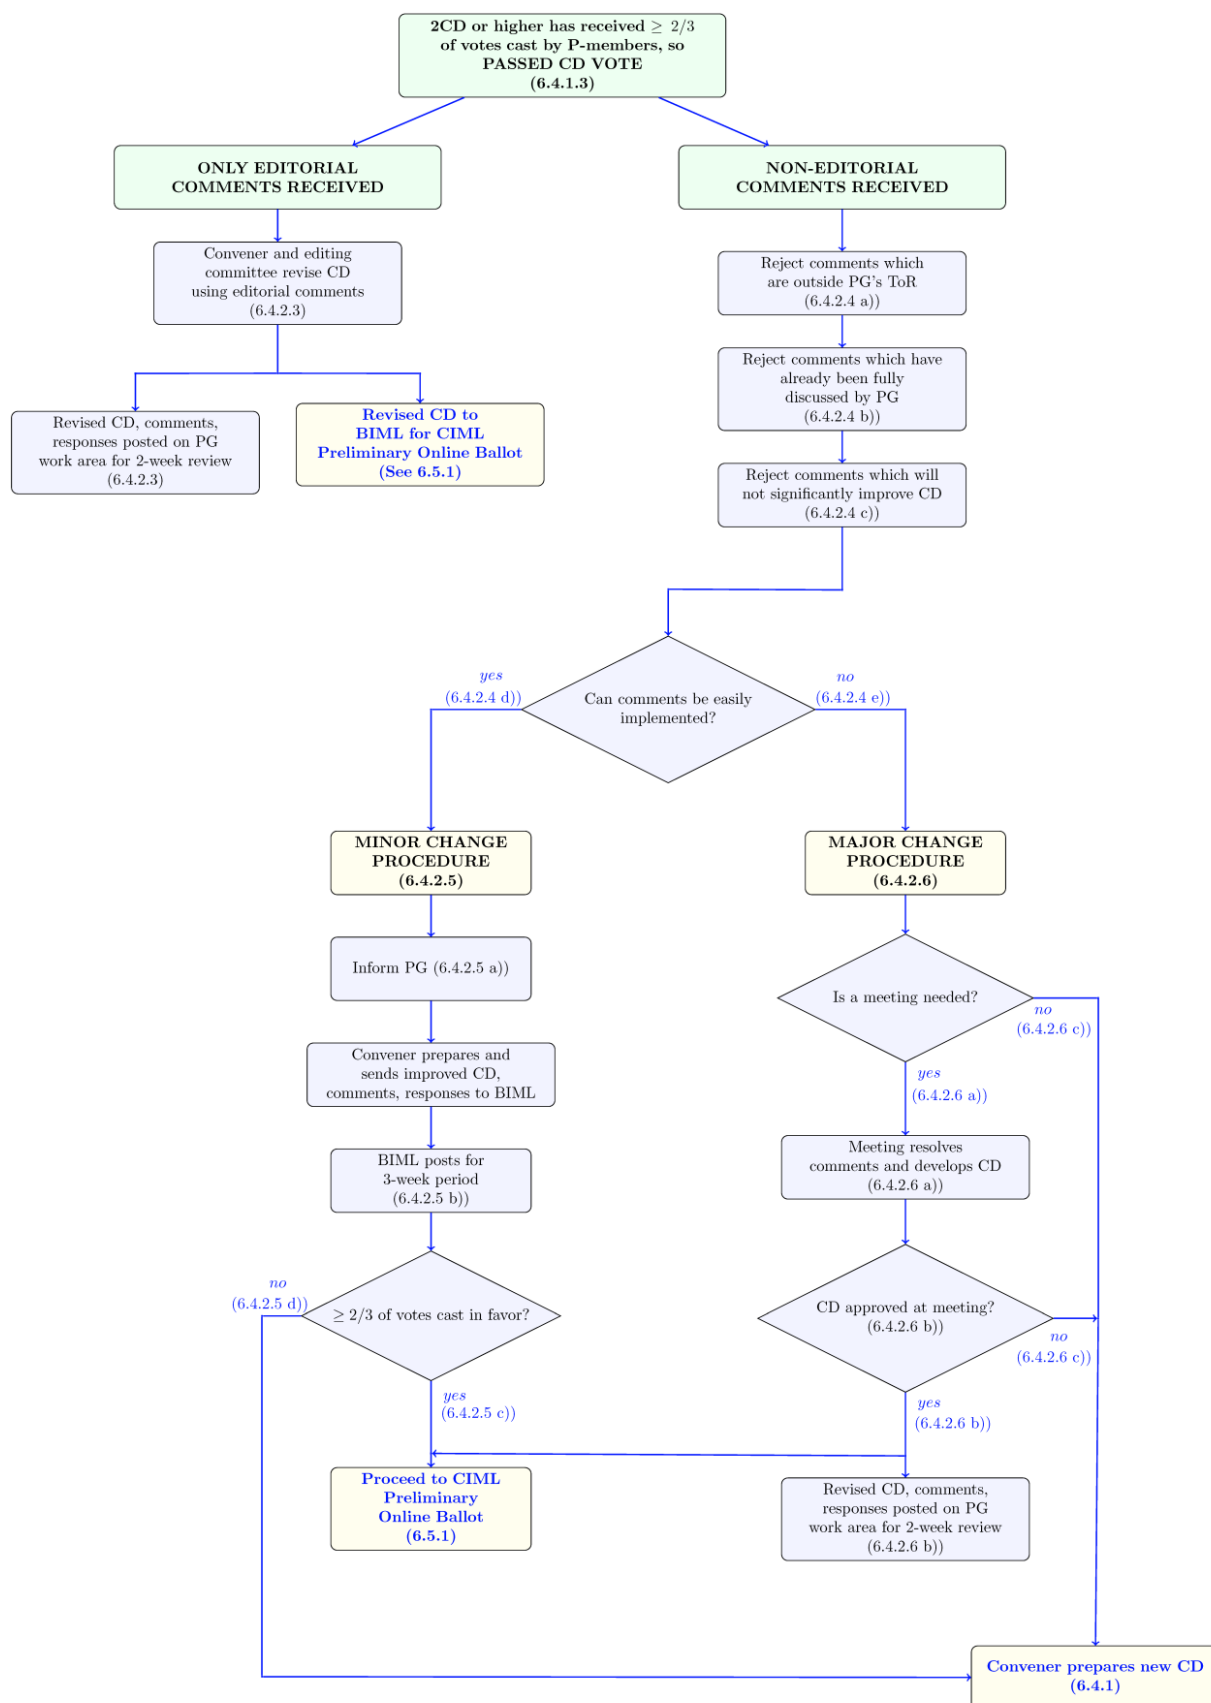 2CD or higher has received ≥ 2/3
of votes cast by P-members, so
PASSED CD VOTE
(6.4.1.3)
ONLY EDITORIAL
COMMENTS RECEIVED
NON-EDITORIAL
COMMENTS RECEIVED
Convener and editing
committee revise CD
using editorial comments
(6.4.2.3)
Reject comments which
are outside PG's ToR
(6.4.2.4 a))
Reject comments which have
already been fully
discussed by PG
(6.4.2.4 b))
Revised CD, comments,
responses posted on PG
work area for 2-week review
(6.4.2.3)
Revised CD to
BIML for CIML
Preliminary Online Ballot
(See 6.5.1)
Reject comments which will
not significantly improve CD
(6.4.2.4 c))
yes
(6.4.2.4 d))
Can comments be easily
implemented?
no
(6.4.2.4 e))
MINOR CHANGE
PROCEDURE
(6.4.2.5)
MAJOR CHANGE
PROCEDURE
(6.4.2.6)
Inform PG (6.4.2.5 a))
Is a meeting needed?
no
(6.4.2.6 c))
Convener prepares and
sends improved CD,
comments, responses to BIML
yes
(6.4.2.6 a))
BIML posts for
3-week period
(6.4.2.5 b))
Meeting resolves
comments and develops CD
(6.4.2.6 a))
no
(6.4.2.5 d))
≥ 2/3 of votes cast in favor?
CD approved at meeting?
(6.4.2.6 b))
no
(6.4.2.6 c))
yes
(6.4.2.5 c))
yes
(6.4.2.6 b))
Proceed to CIML
Preliminary
Online Ballot
(6.5.1)
Revised CD, comments,
responses posted on PG
work area for 2-week review
(6.4.2.6 b))
Convener prepares new CD
(6.4.1)